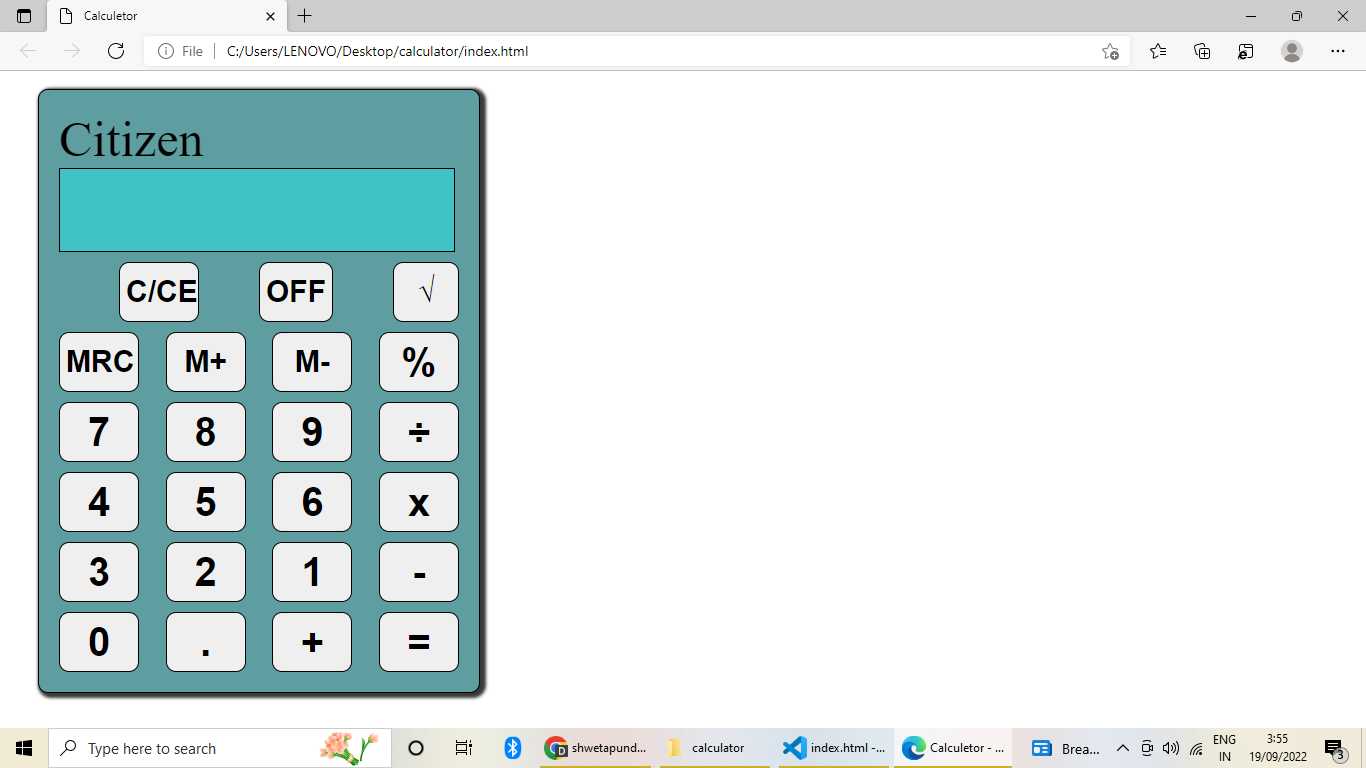 Calculetor
File
C:/Users/LENOVO/Desktop/calculator/index.html
Citizen
C/CE OFF √
MRC M+ M- %
7 8 9 ÷
4 5 6 x
3 2 1 -
0 . + =
Type here to search
shwetapund...
calculator
index.html -...
Calculetor - ...
Brea...
ENG
IN
3:55
19/09/2022
3